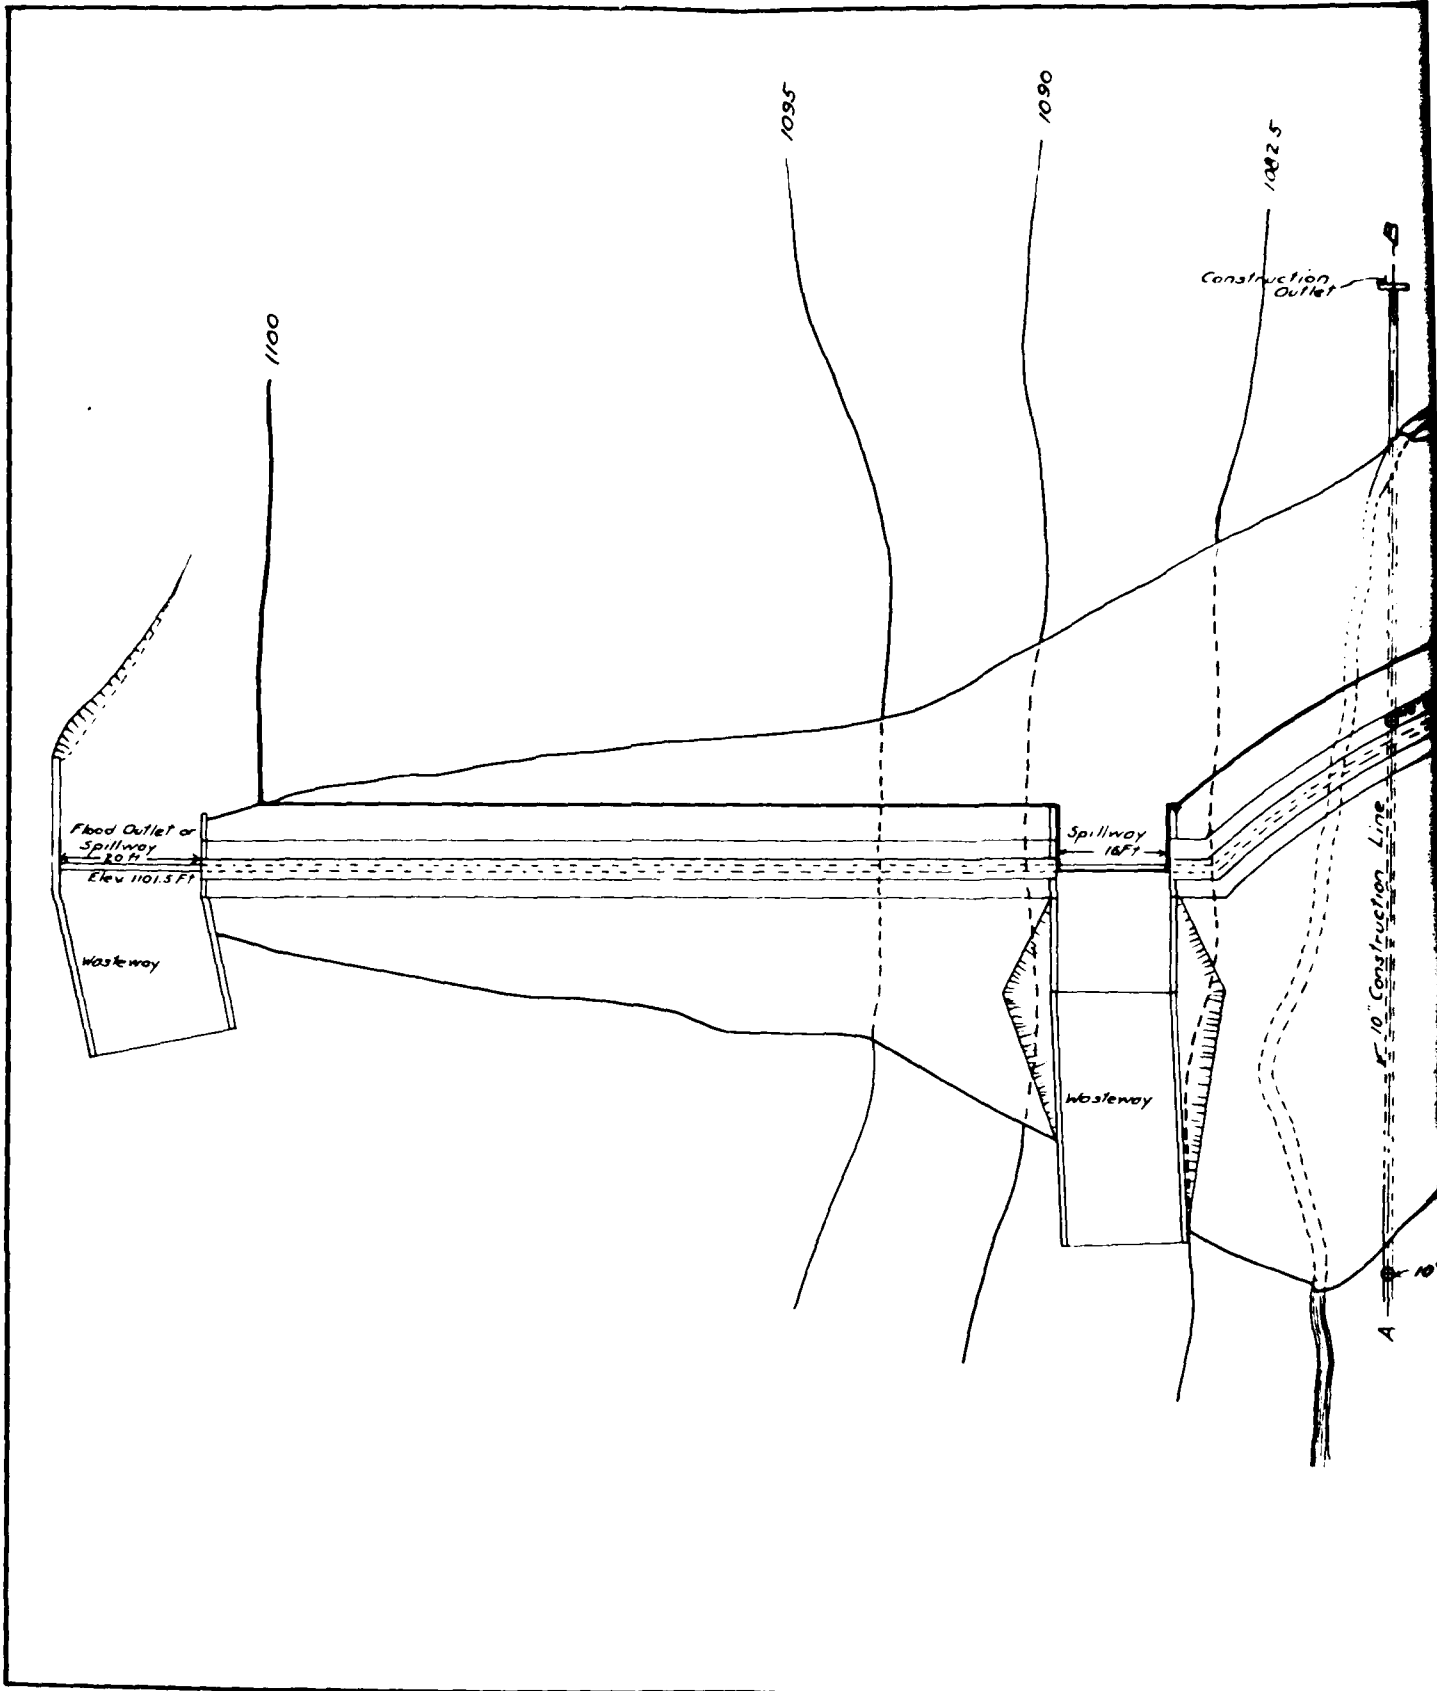 1095
1090
1082.5
B
Construction
Outlet
1100
Flood Outlet or
Spillway
20 ft
Elev. 1101.5 Ft
Spillway
16 Ft
Wasteway
Wasteway
10" Construction Line
10"
A